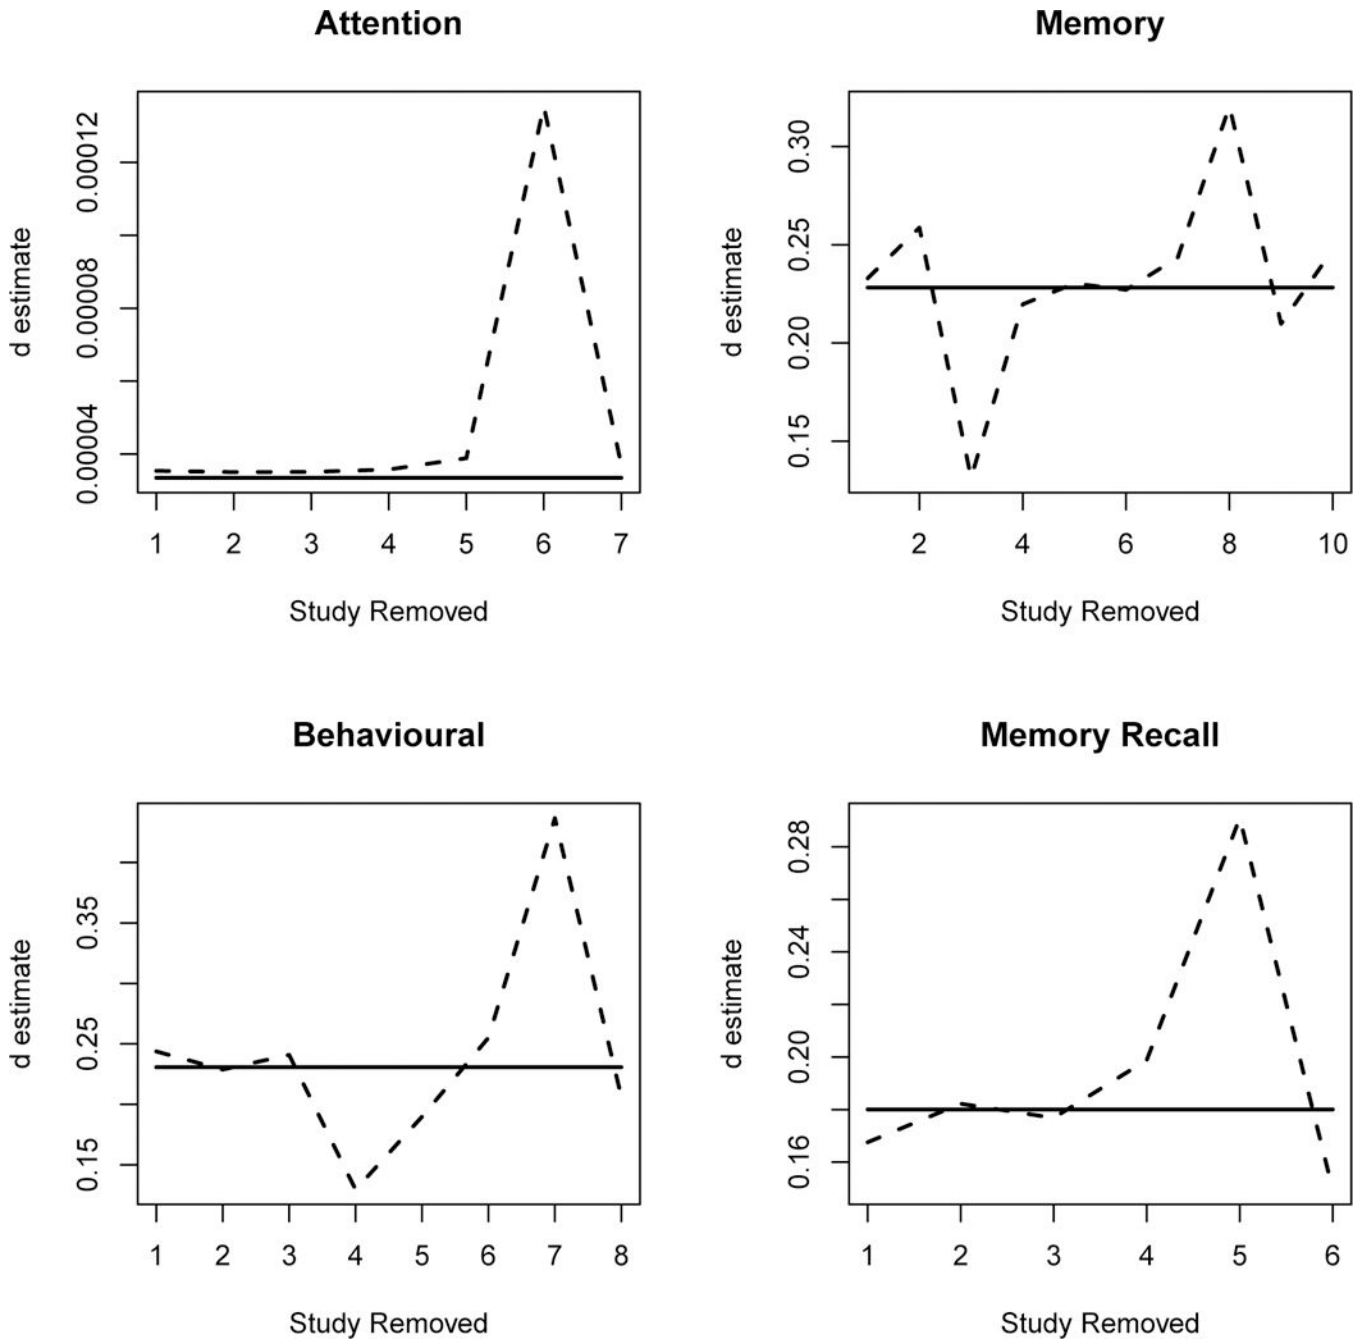 Attention
d estimate
0.00004 0.00008 0.00012
1 2 3 4 5 6 7
Study Removed
Memory
d estimate
0.15 0.20 0.25 0.30
2 4 6 8 10
Study Removed
Behavioural
d estimate
0.15 0.25 0.35
1 2 3 4 5 6 7 8
Study Removed
Memory Recall
d estimate
0.16 0.20 0.24 0.28
1 2 3 4 5 6
Study Removed